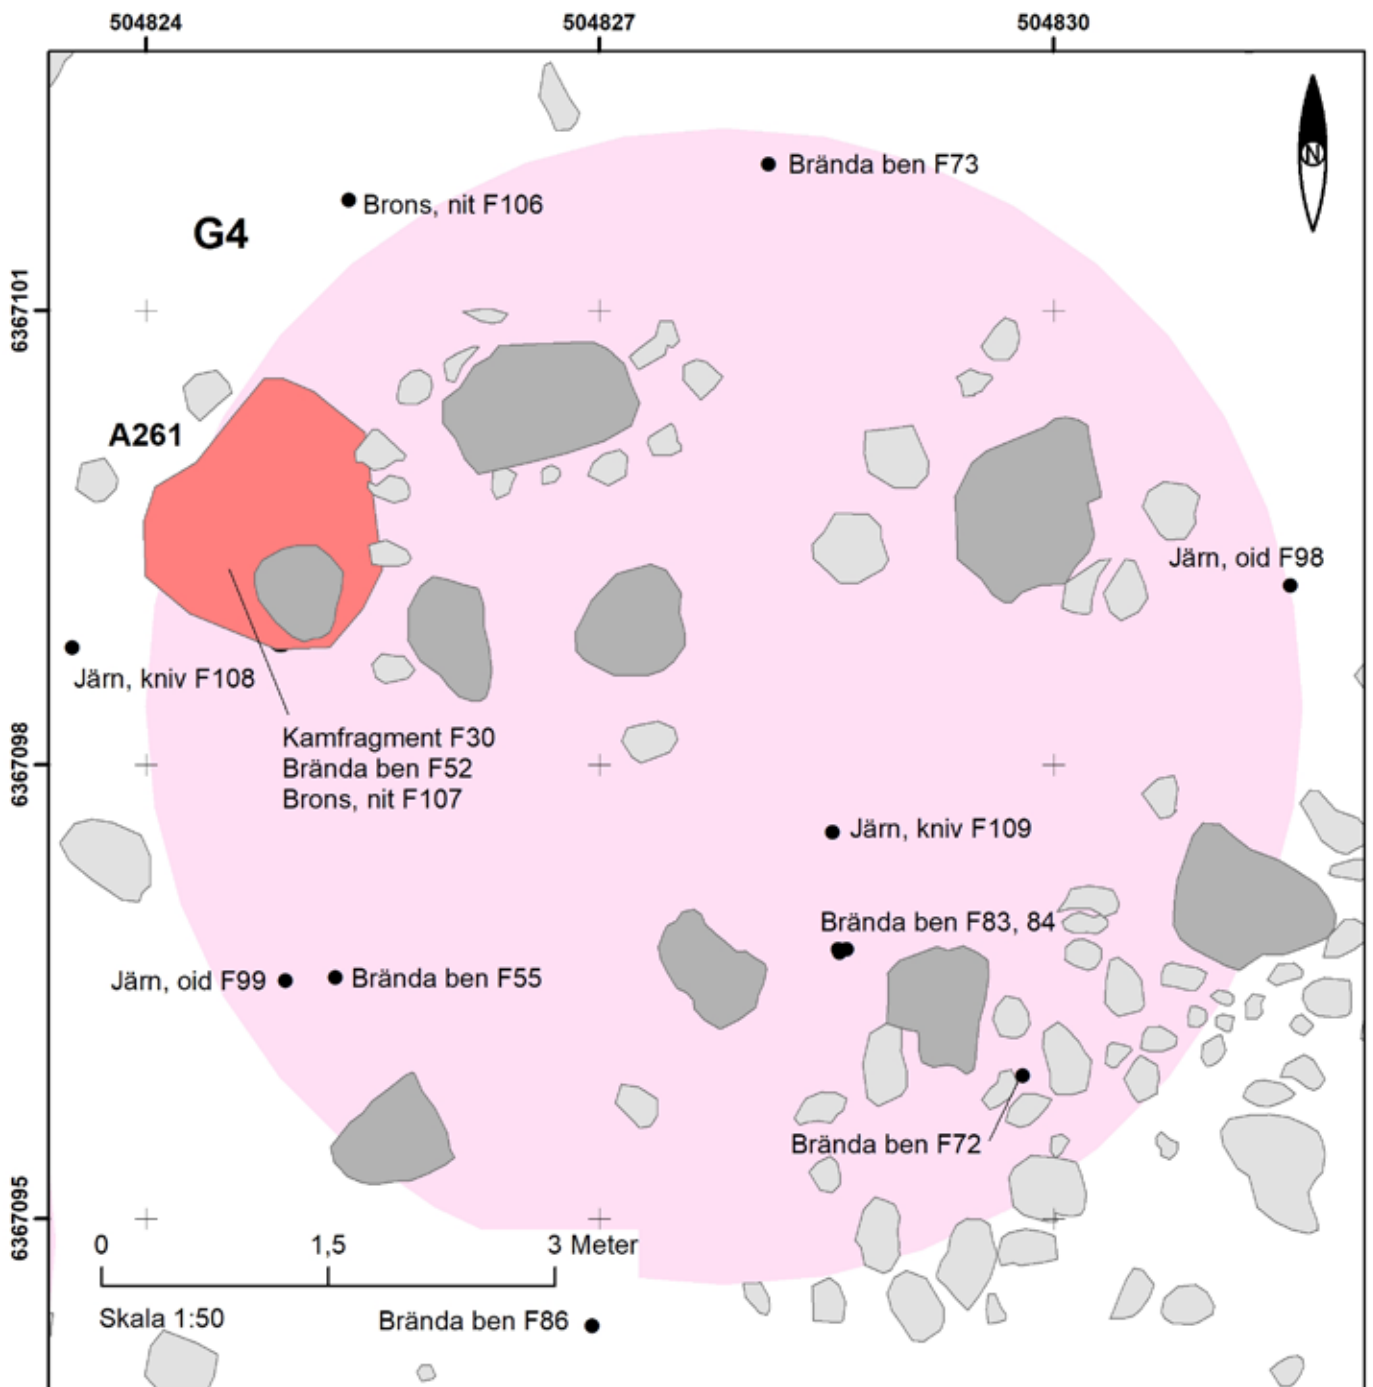 504824
504827
504830
N
Brända ben F73
Brons, nit F106
G4
6367101
A261
Järn, oid F98
Järn, kniv F108
Kamfragment F30
Brända ben F52
Brons, nit F107
6367098
Järn, kniv F109
Brända ben F83, 84
Järn, oid F99
Brända ben F55
Brända ben F72
6367095
0 1,5 3 Meter
Skala 1:50
Brända ben F86